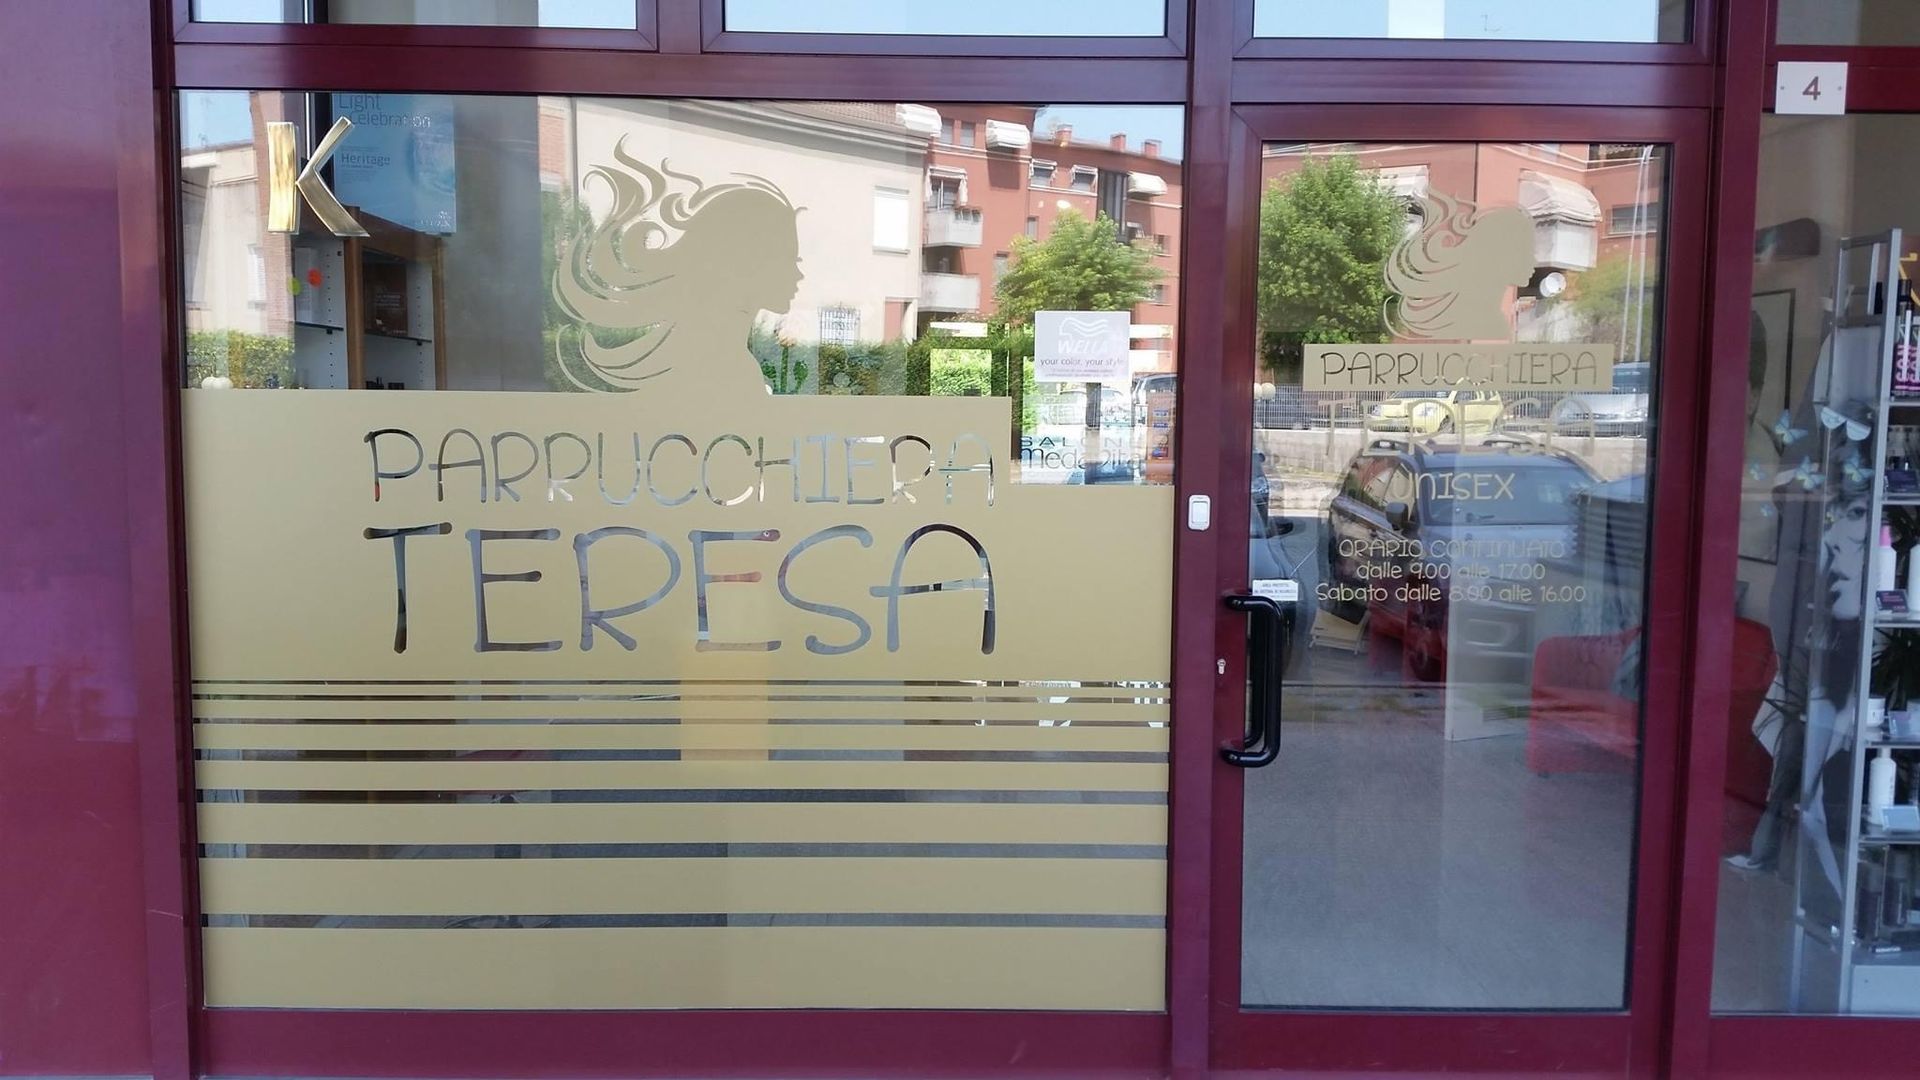 Light
Celebration
Heritage
K
4
WELLA
your color, your style
SALON
PARRUCCHIERA
TERESA
PARRUCCHIERA
TERESA
UNISEX
ORARIO CONTINUATO
dalle 9.00 alle 17.00
Sabato dalle 8.00 alle 16.00